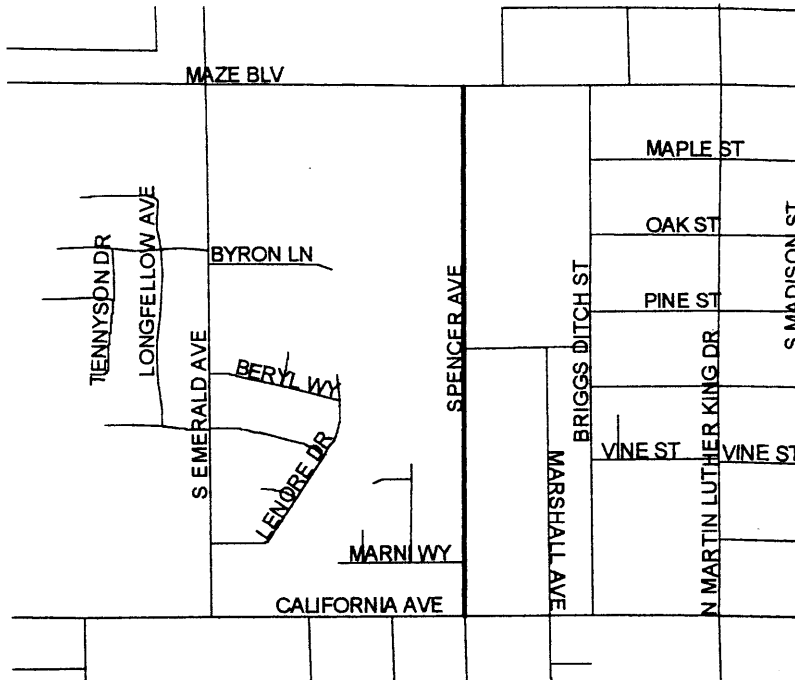 MAZE BLV
MAPLE ST
OAK ST
S MADISON ST
BYRON LN
TENNYSON DR
LONGFELLOW AVE
SPENCER AVE
BRIGGS DITCH ST
PINE ST
S EMERALD AVE
BERYL WY
N MARTIN LUTHER KING DR
VINE ST
VINE ST
LENORE DR
MARSHALL AVE
MARNI WY
CALIFORNIA AVE